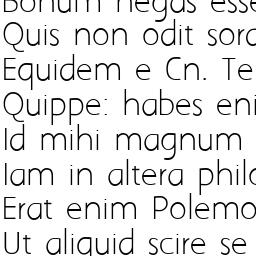 Bonum negas esse
Quis non odit sord
Equidem e Cn. Te
Quippe: habes eni
Id mihi magnum
Iam in altera philo
Erat enim Polemo
Ut aliquid scire se